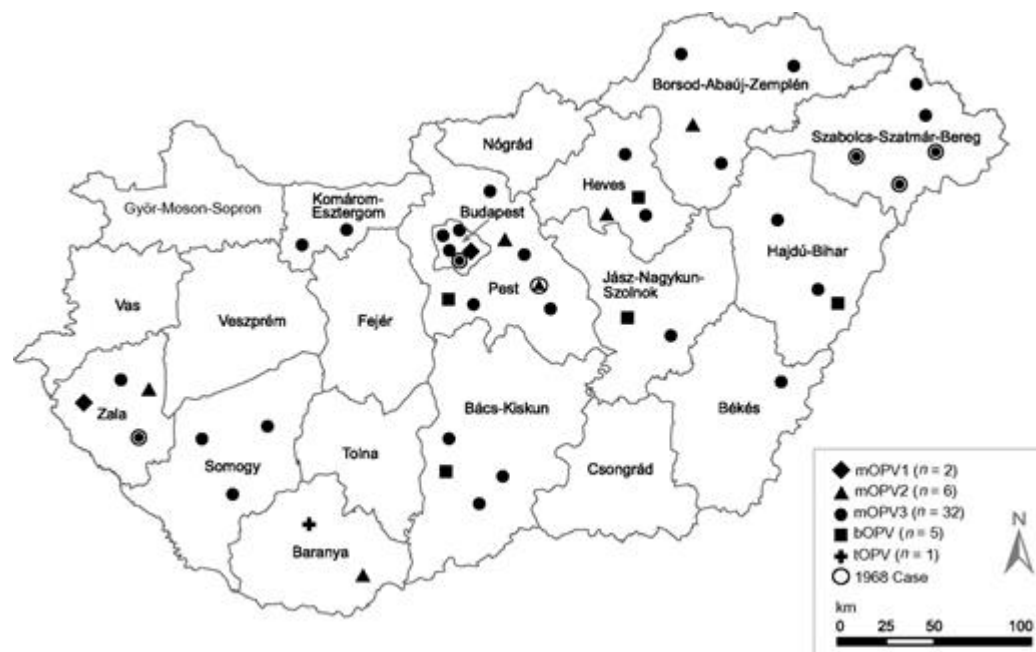 Borsod-Abaúj-Zemplén
Szabolcs-Szatmár-Bereg
Nógrád
Heves
Komárom-
Esztergom
Győr-Moson-Sopron
Budapest
Hajdú-Bihar
Jász-Nagykun-
Szolnok
Pest
Vas
Veszprém
Fejér
Zala
Bács-Kiskun
Békés
Somogy
Tolna
Csongrád
Baranya
mOPV1 (n = 2)
mOPV2 (n = 6)
mOPV3 (n = 32)
bOPV (n = 5)
tOPV (n = 1)
1968 Case
N
km
0 25 50 100